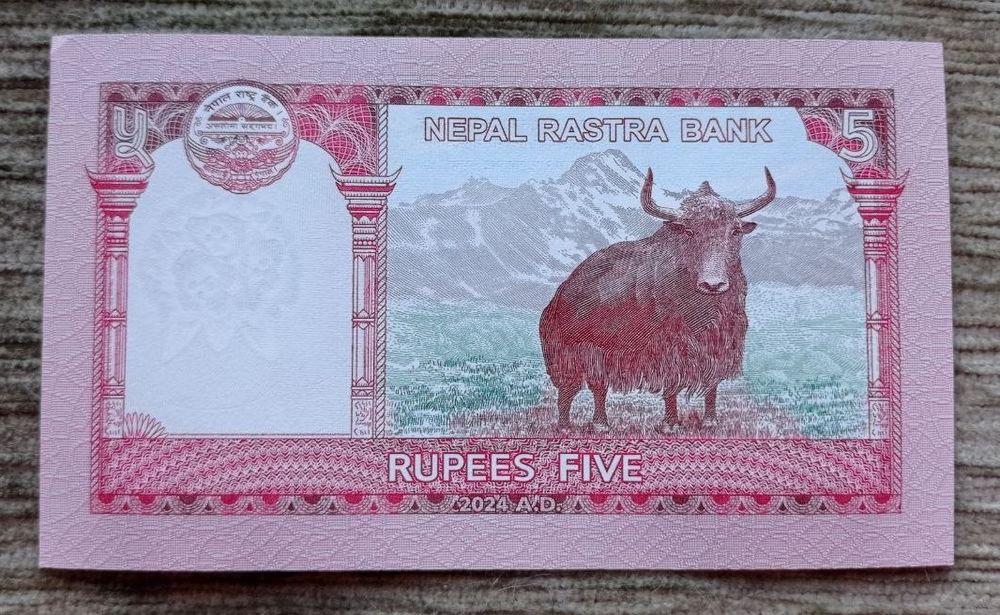 ५
नेपाल राष्ट्र बैंक
NEPAL RASTRA BANK
5
RUPEES FIVE
2024 A.D.